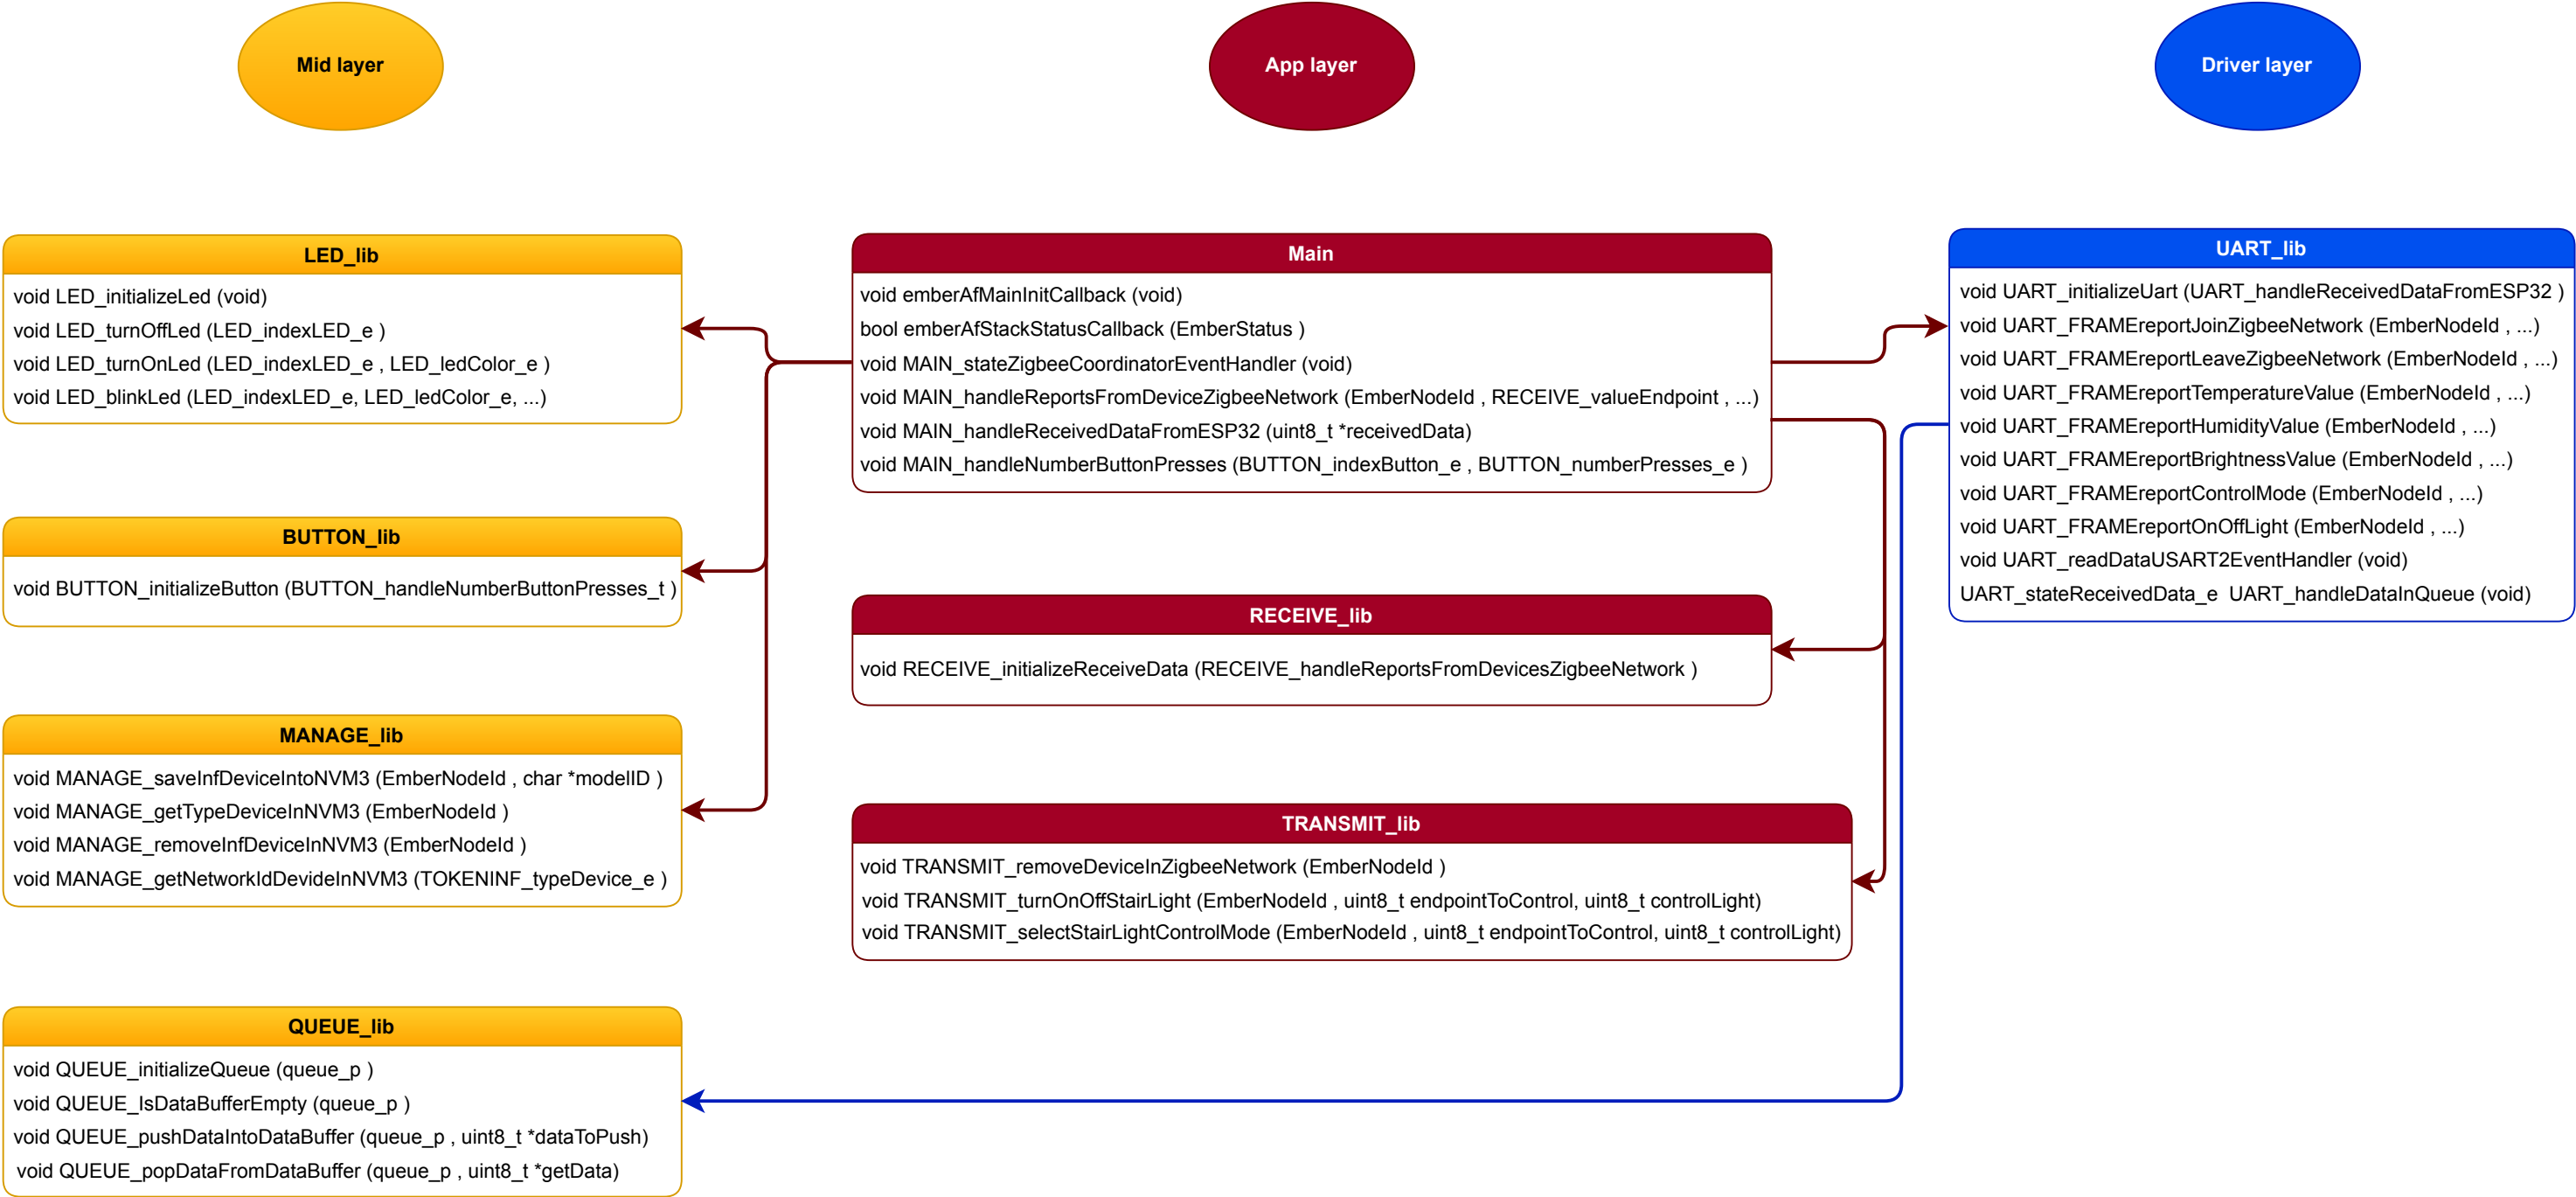 Mid layer
App layer
Driver layer
LED_lib
void LED_initializeLed (void)
void LED_turnOffLed (LED_indexLED_e )
void LED_turnOnLed (LED_indexLED_e , LED_ledColor_e )
void LED_blinkLed (LED_indexLED_e, LED_ledColor_e, ...)
BUTTON_lib
void BUTTON_initializeButton (BUTTON_handleNumberButtonPresses_t )
MANAGE_lib
void MANAGE_saveInfDeviceIntoNVM3 (EmberNodeId , char *modelID )
void MANAGE_getTypeDeviceInNVM3 (EmberNodeId )
void MANAGE_removeInfDeviceInNVM3 (EmberNodeId )
void MANAGE_getNetworkIdDevideInNVM3 (TOKENINF_typeDevice_e )
QUEUE_lib
void QUEUE_initializeQueue (queue_p )
void QUEUE_IsDataBufferEmpty (queue_p )
void QUEUE_pushDataIntoDataBuffer (queue_p , uint8_t *dataToPush)
void QUEUE_popDataFromDataBuffer (queue_p , uint8_t *getData)
Main
void emberAfMainInitCallback (void)
bool emberAfStackStatusCallback (EmberStatus )
void MAIN_stateZigbeeCoordinatorEventHandler (void)
void MAIN_handleReportsFromDeviceZigbeeNetwork (EmberNodeId , RECEIVE_valueEndpoint , ...)
void MAIN_handleReceivedDataFromESP32 (uint8_t *receivedData)
void MAIN_handleNumberButtonPresses (BUTTON_indexButton_e , BUTTON_numberPresses_e )
RECEIVE_lib
void RECEIVE_initializeReceiveData (RECEIVE_handleReportsFromDevicesZigbeeNetwork )
TRANSMIT_lib
void TRANSMIT_removeDeviceInZigbeeNetwork (EmberNodeId )
void TRANSMIT_turnOnOffStairLight (EmberNodeId , uint8_t endpointToControl, uint8_t controlLight)
void TRANSMIT_selectStairLightControlMode (EmberNodeId , uint8_t endpointToControl, uint8_t controlLight)
UART_lib
void UART_initializeUart (UART_handleReceivedDataFromESP32 )
void UART_FRAMEreportJoinZigbeeNetwork (EmberNodeId , ...)
void UART_FRAMEreportLeaveZigbeeNetwork (EmberNodeId , ...)
void UART_FRAMEreportTemperatureValue (EmberNodeId , ...)
void UART_FRAMEreportHumidityValue (EmberNodeId , ...)
void UART_FRAMEreportBrightnessValue (EmberNodeId , ...)
void UART_FRAMEreportControlMode (EmberNodeId , ...)
void UART_FRAMEreportOnOffLight (EmberNodeId , ...)
void UART_readDataUSART2EventHandler (void)
UART_stateReceivedData_e  UART_handleDataInQueue (void)